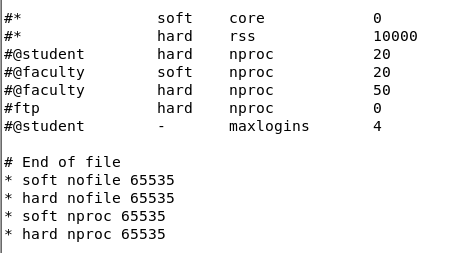 #*               soft    core            0
#*               hard    rss             10000
#@student        hard    nproc           20
#@faculty        soft    nproc           20
#@faculty        hard    nproc           50
#ftp             hard    nproc           0
#@student        -       maxlogins       4

# End of file
* soft nofile 65535
* hard nofile 65535
* soft nproc 65535
* hard nproc 65535